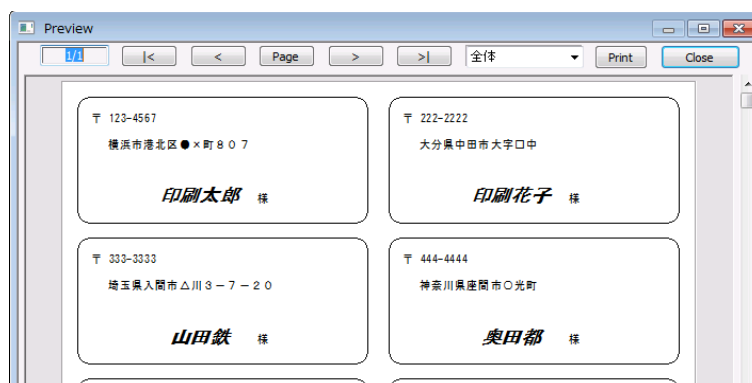 Preview
1/1 |< < Page > >| 全体 Print Close
〒 123-4567
横浜市港北区●×町８０７
印刷太郎 様
〒 222-2222
大分県中田市大字口中
印刷花子 様
〒 333-3333
埼玉県入間市△川３－７－２０
山田鉄 様
〒 444-4444
神奈川県座間市○光町
奥田都 様